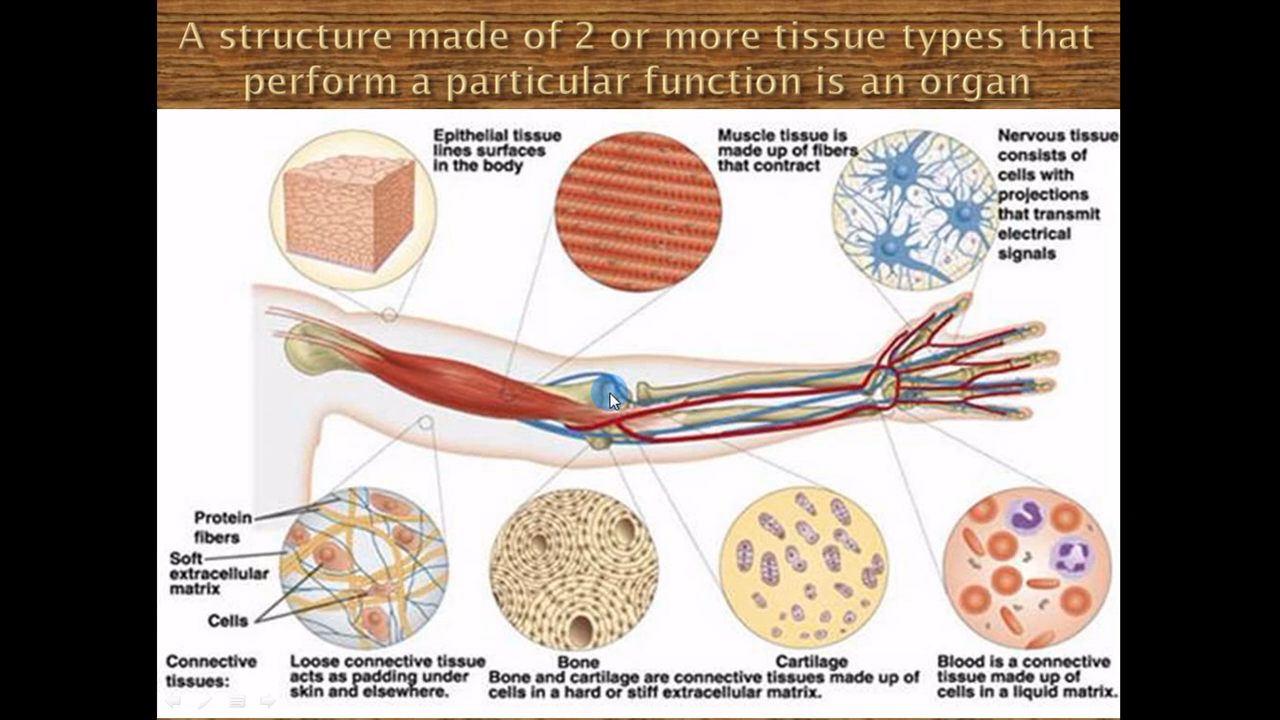 A structure made of 2 or more tissue types that
perform a particular function is an organ
Epithelial tissue
lines surfaces
in the body
Muscle tissue is
made up of fibers
that contract
Nervous tissue
consists of
cells with
projections
that transmit
electrical
signals
Protein
fibers
Soft
extracellular
matrix
Cells
Connective
tissues:
Loose connective tissue
acts as padding under
skin and elsewhere.
Bone
Cartilage
Bone and cartilage are connective tissues made up of
cells in a hard or stiff extracellular matrix.
Blood is a connective
tissue made up of
cells in a liquid matrix.